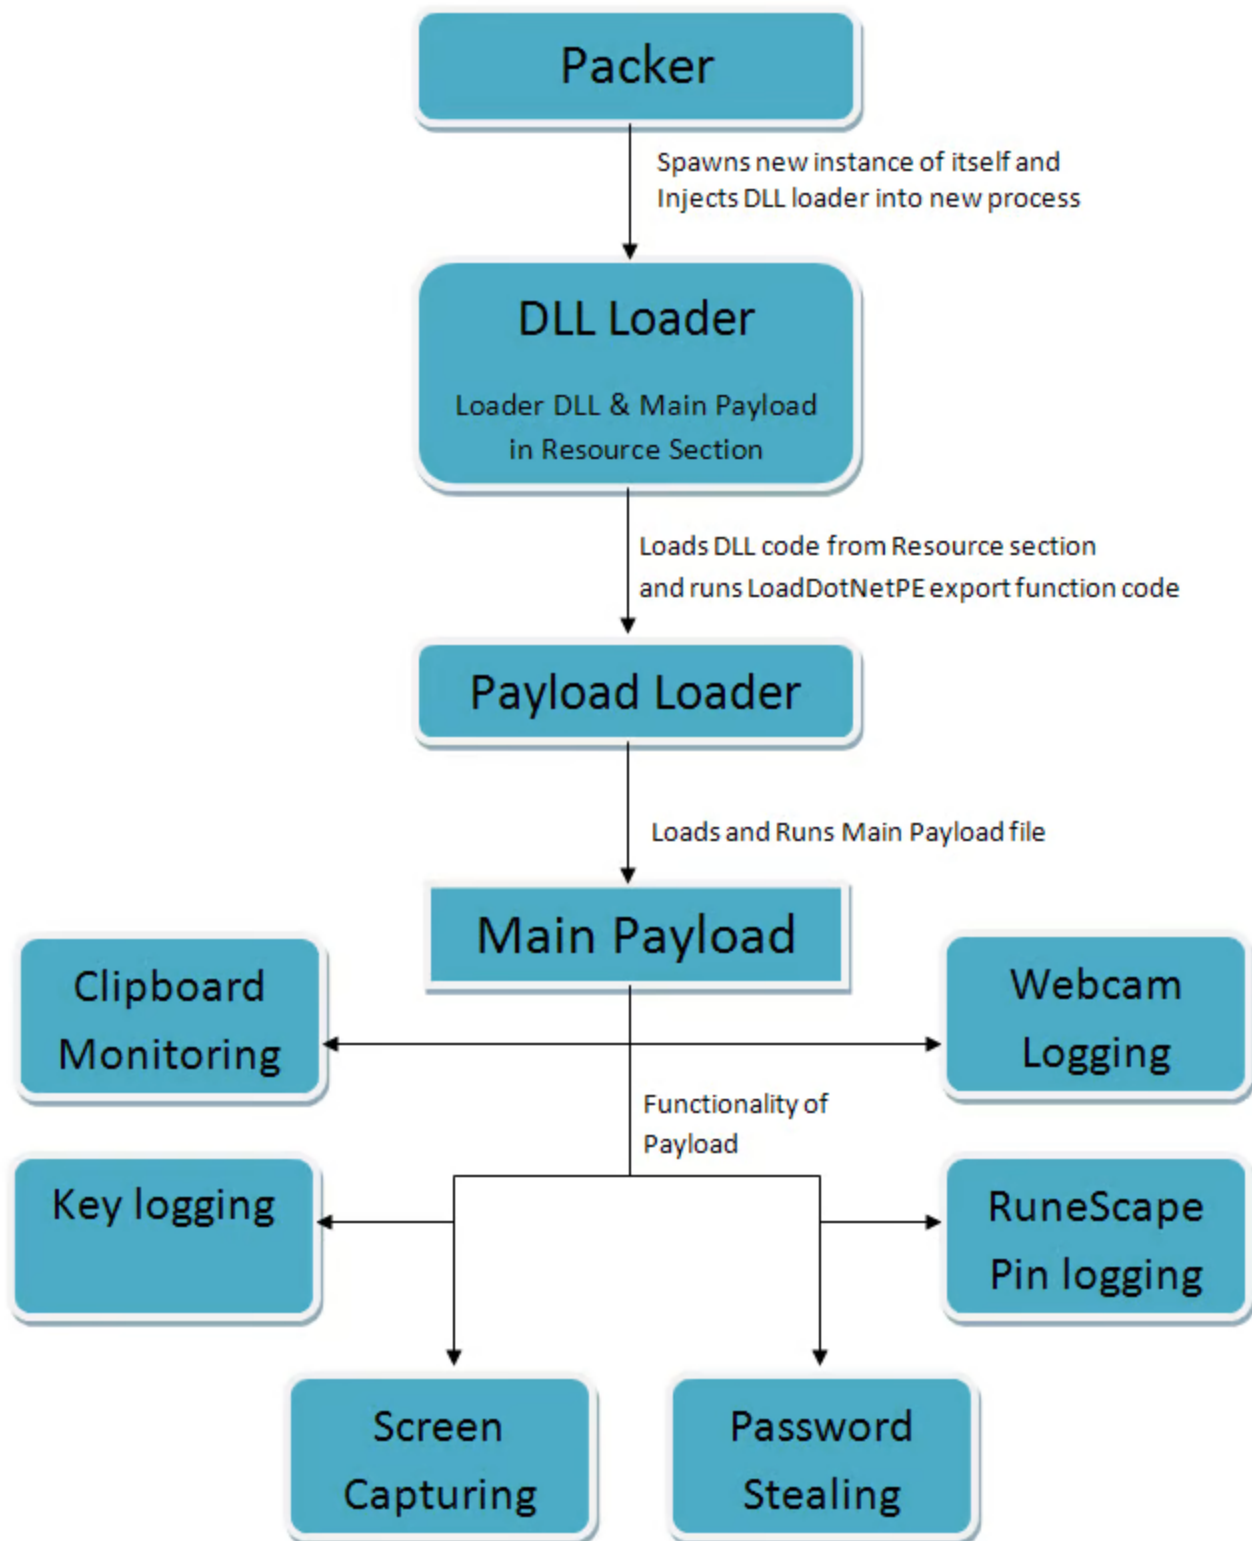 Packer
Spawns new instance of itself and
Injects DLL loader into new process
DLL Loader
Loader DLL & Main Payload
in Resource Section
Loads DLL code from Resource section
and runs LoadDotNetPE export function code
Payload Loader
Loads and Runs Main Payload file
Main Payload
Clipboard
Monitoring
Webcam
Logging
Functionality of
Payload
Key logging
RuneScape
Pin logging
Screen
Capturing
Password
Stealing